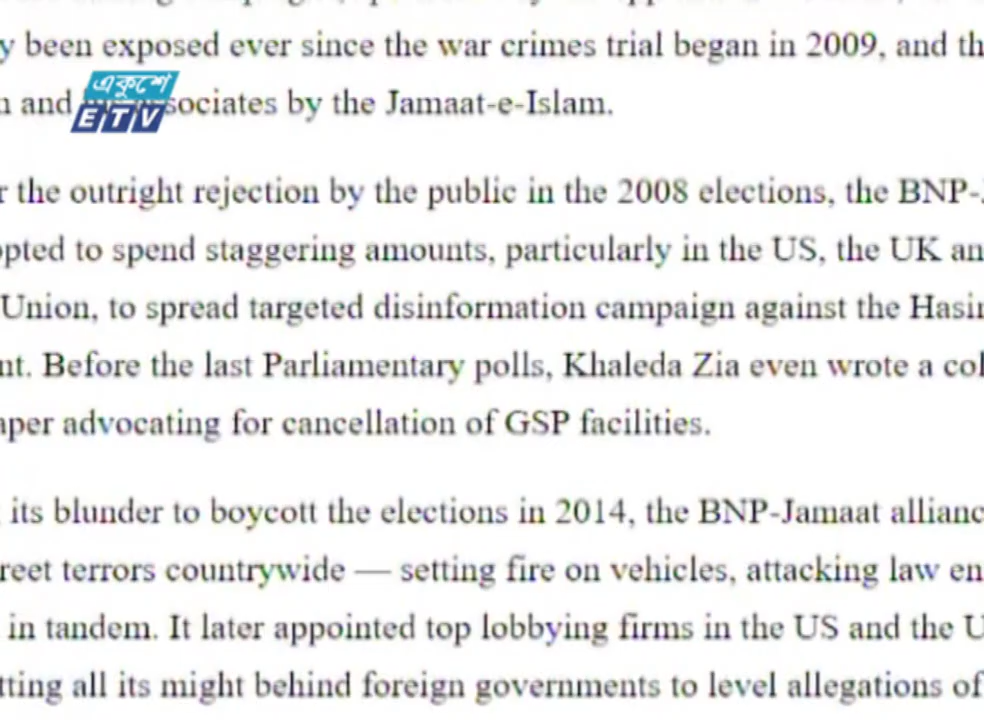 y been exposed ever since the war crimes trial began in 2009, and th
and
একুশে
ETV
sociates by the Jamaat-e-Islam.
r the outright rejection by the public in the 2008 elections, the BNP-J
pted to spend staggering amounts, particularly in the US, the UK an
Union, to spread targeted disinformation campaign against the Hasin
nt. Before the last Parliamentary polls, Khaleda Zia even wrote a col
aper advocating for cancellation of GSP facilities.
its blunder to boycott the elections in 2014, the BNP-Jamaat allianc
reet terrors countrywide — setting fire on vehicles, attacking law en
in tandem. It later appointed top lobbying firms in the US and the U
tting all its might behind foreign governments to level allegations of